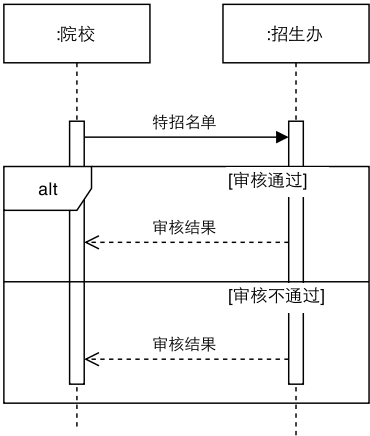 :院校
:招生办
特招名单
alt
[审核通过]
审核结果
[审核不通过]
审核结果